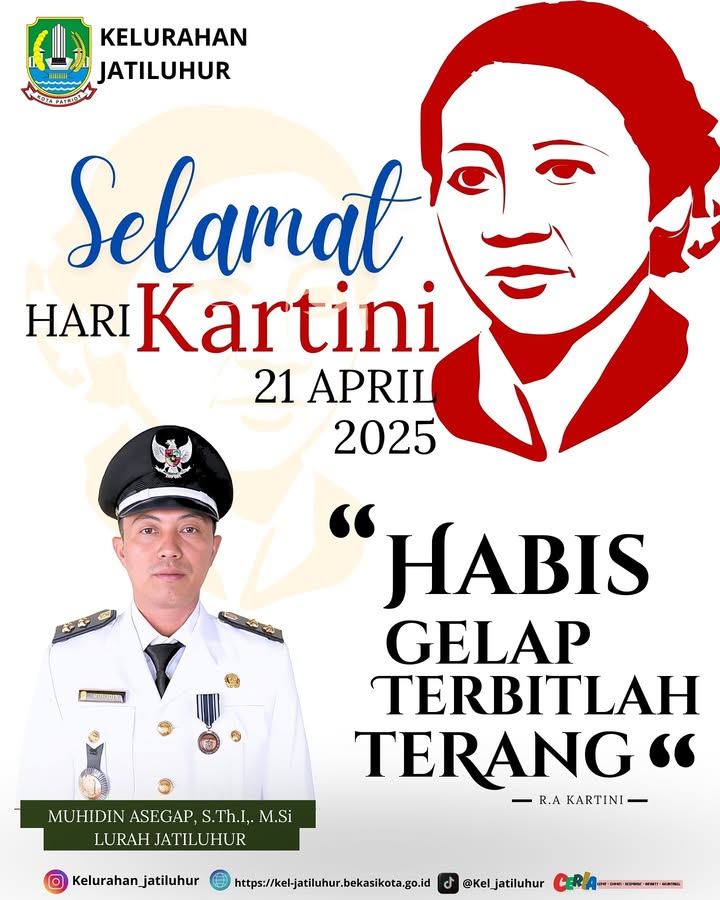 KELURAHAN
JATILUHUR
KOTA PATRIOT
Selamat
HARI Kartini
21 APRIL
2025
“HABIS
GELAP
TERBITLAH
TERANG“
— R.A KARTINI —
MUHIDIN
MUHIDIN ASEGAP, S.Th.I,. M.Si
LURAH JATILUHUR
Kelurahan_jatiluhur https://kel-jatiluhur.bekasikota.go.id @Kel_jatiluhur CERIA